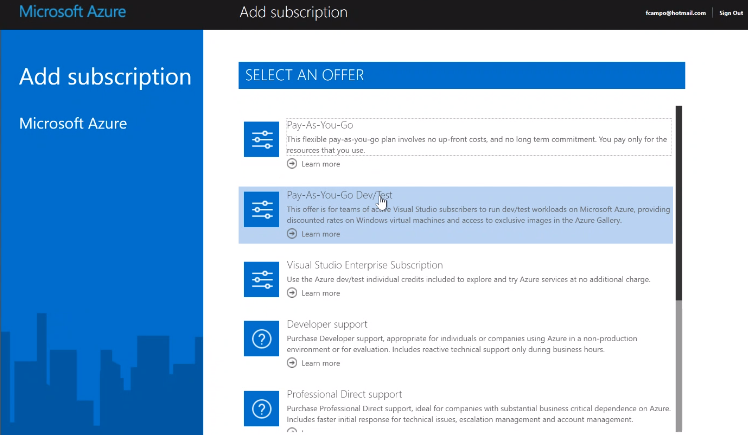 Microsoft Azure
Add subscription
fcampo@hotmail.com
Sign Out
Add subscription
Microsoft Azure
SELECT AN OFFER
Pay-As-You-Go
This flexible pay-as-you-go plan involves no up-front costs, and no long term commitment. You pay only for the
resources that you use.
Learn more
Pay-As-You-Go Dev/Test
This offer is for teams of active Visual Studio subscribers to run dev/test workloads on Microsoft Azure, providing
discounted rates on Windows virtual machines and access to exclusive images in the Azure Gallery.
Learn more
Visual Studio Enterprise Subscription
Use the Azure dev/test individual credits included to explore and try Azure services at no additional charge.
Learn more
Developer support
Purchase Developer support, appropriate for individuals or companies using Azure in a non-production
environment or for evaluation. Includes reactive technical support only during business hours.
Learn more
Professional Direct support
Purchase Professional Direct support, ideal for companies with substantial business critical dependence on Azure.
Includes faster initial response for technical issues, escalation management and account management.